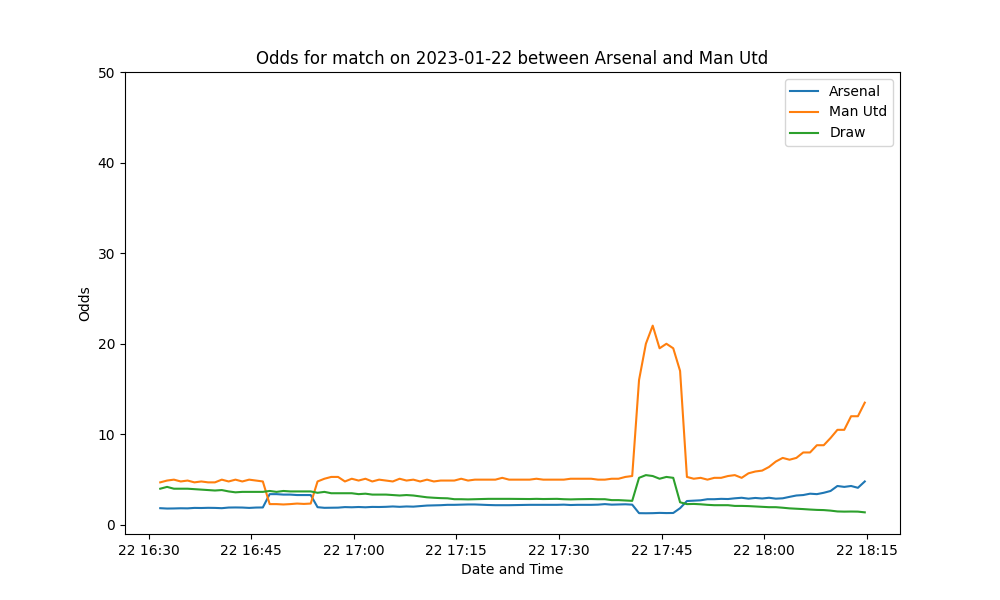 Odds for match on 2023-01-22 between Arsenal and Man Utd
Arsenal
Man Utd
Draw
Odds
50
40
30
20
10
0
22 16:30 22 16:45 22 17:00 22 17:15 22 17:30 22 17:45 22 18:00 22 18:15
Date and Time